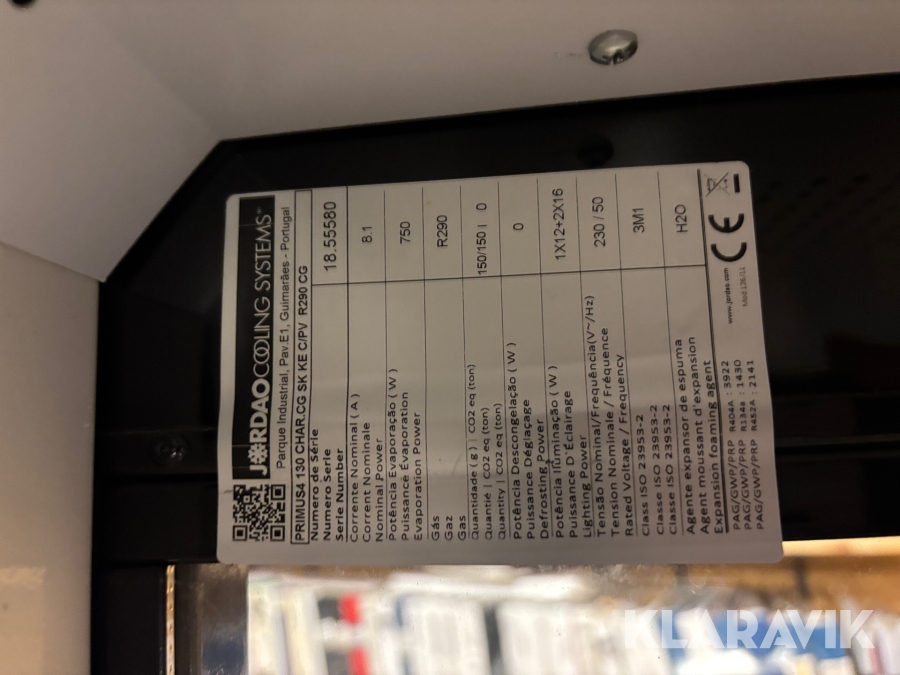 JORDAO COOLING SYSTEMS
Parque Industrial, Pav.E1, Guimarães - Portugal
PRIMUS4 130 CHAR.CG SK KE C/PV R290 CG
Numero de Série
Numero Serie
Serie Number
18.55580
Corrente Nominal (A)
Corrent Nominale
Nominal Power
8.1
Potência Evaporação (W)
Puissance Évaporation
Evaporation Power
750
Gás
Gaz
Gas
R290
Quantidade (g) | CO2 eq (ton)
Quantité | CO2 eq (ton)
Quantity | CO2 eq (ton)
150/150 | 0
Potência Descongelação (W)
Puissance Déglaçage
Defrosting Power
0
Potência Iluminação (W)
Puissance D'Éclairage
Lighting Power
1X12+2X16
Tensão Nominal/Frequência(V~/Hz)
Tension Nominale / Fréquence
Rated Voltage / Frequency
230 / 50
Class ISO 23953-2
Classe ISO 23953-2
Classe ISO 23953-2
3M1
Agente expansor de espuma
Agent moussant d'expansion
Expansion foaming agent
H2O
PAG/GWP/PRP R404A : 3922
PAG/GWP/PRP R134a : 1430
PAG/GWP/PRP R452A : 2141
www.jordao.com
Mod 126/11
CE
KLARAVIK